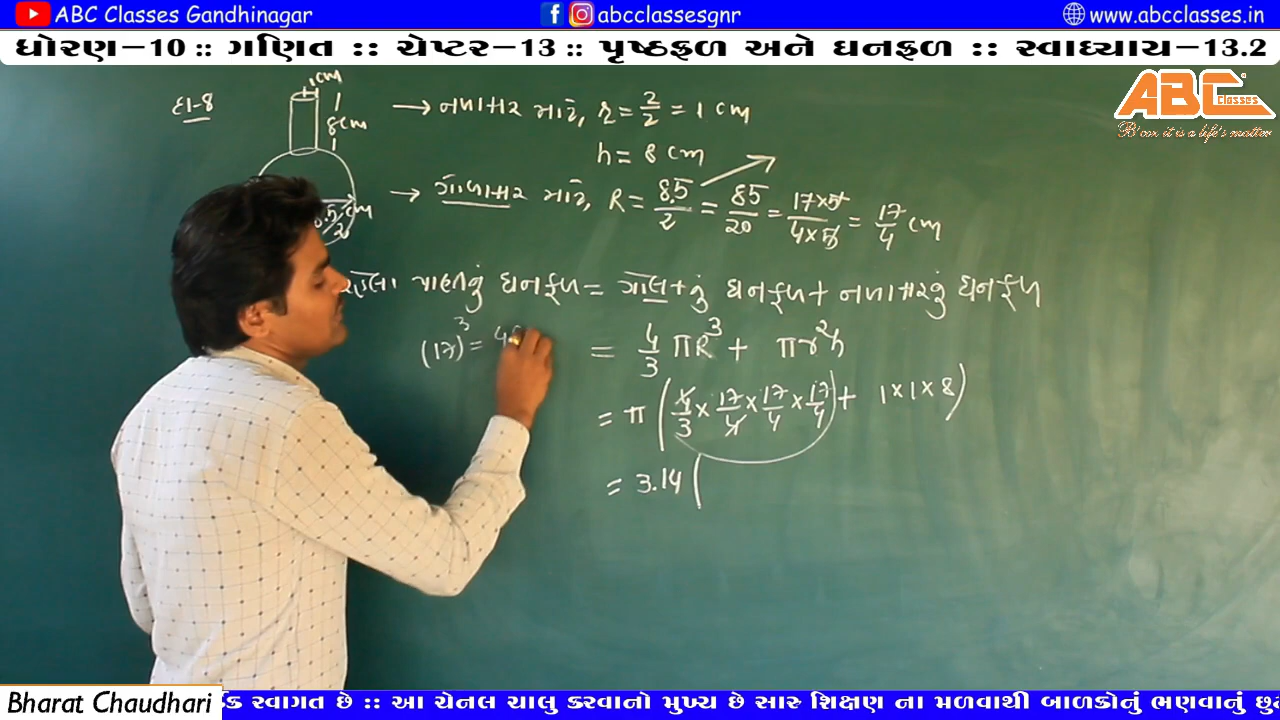 ABC Classes Gandhinagar
abcclassesgnr
www.abcclasses.in
ધોરણ–10 :: ગણિત :: ચેપ્ટર–13 :: પૃષ્ઠફળ અને ઘનફળ :: સ્વાધ્યાય–13.2
ABC Classes
B'coz it is a life's matter
દા-8
1cm
8cm
→ નળાકાર માટે, r = 2/2 = 1 cm
h = 8 cm
→ ગોળાકાર માટે, R = 8.5/2 = 85/20 = 17×5/4×5 = 17/4 cm
ઘનફળ = ગોલનું ઘનફળ + નળાકારનું ઘનફળ
(17)³ = 4
= 4/3 πR³ + πr²h
= π (4/3 × 17/4 × 17/4 × 17/4) + 1×1×8)
= 3.14 (
Bharat Chaudhari
સ્વાગત છે :: આ ચેનલ ચાલુ કરવાનો મુખ્ય છે સારુ શિક્ષણ ના મળવાથી બાળકોનું ભણવાનું